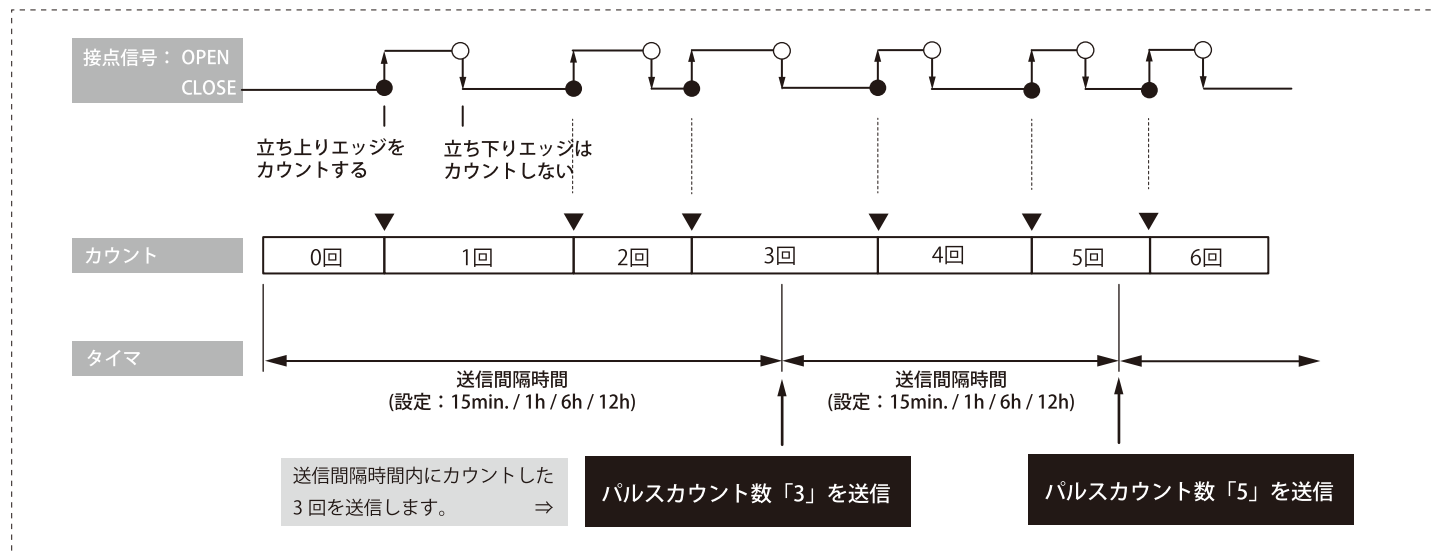 接点信号： OPEN
CLOSE
立ち上りエッジを
カウントする
立ち下りエッジは
カウントしない
カウント
0回
1回
2回
3回
4回
5回
6回
タイマ
送信間隔時間
(設定：15min. / 1h / 6h / 12h)
送信間隔時間
(設定：15min. / 1h / 6h / 12h)
送信間隔時間内にカウントした
3 回を送信します。 ⇒
パルスカウント数「3」を送信
パルスカウント数「5」を送信